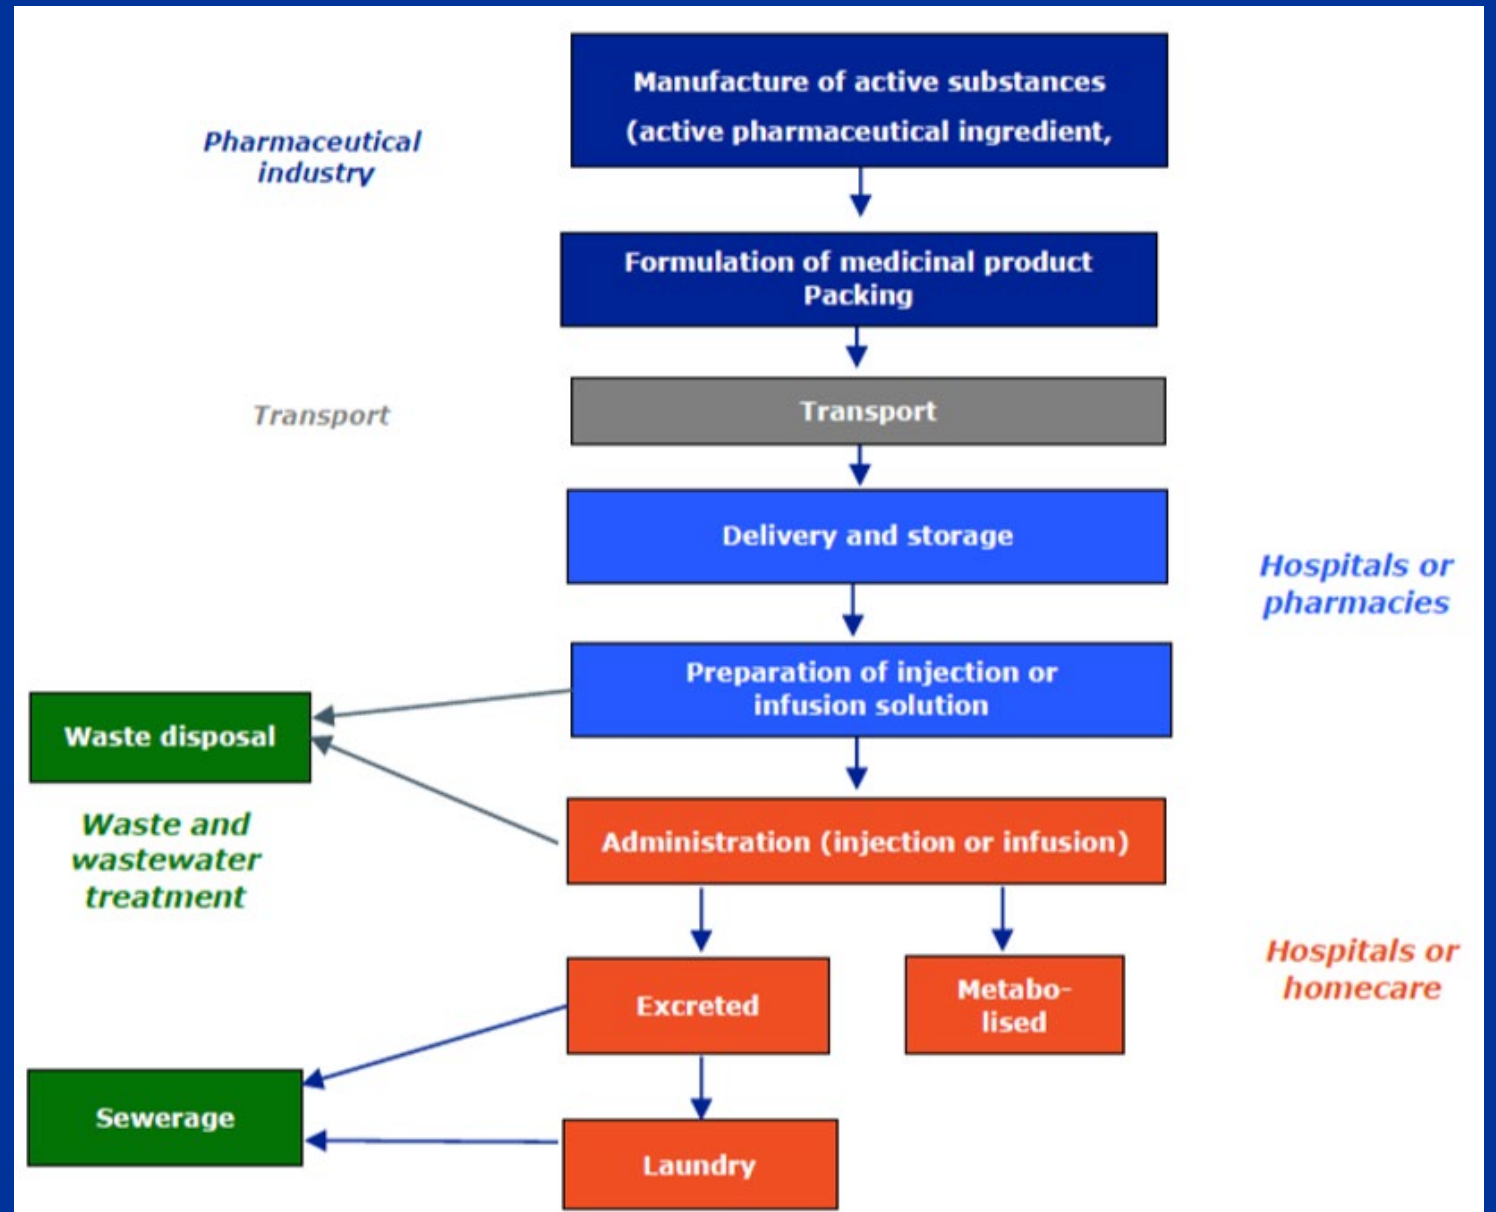 Manufacture of active substances
(active pharmaceutical ingredient,
Pharmaceutical
industry
Formulation of medicinal product
Packing
Transport
Transport
Delivery and storage
Hospitals or
pharmacies
Preparation of injection or
infusion solution
Waste disposal
Waste and
wastewater
treatment
Administration (injection or infusion)
Hospitals or
homecare
Excreted
Metabo-
lised
Sewerage
Laundry